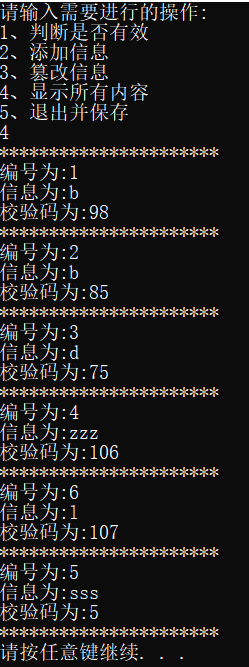 请输入需要进行的操作:
1、判断是否有效
2、添加信息
3、篡改信息
4、显示所有内容
5、退出并保存
4
**********************
编号为:1
信息为:b
校验码为:98
**********************
编号为:2
信息为:b
校验码为:85
**********************
编号为:3
信息为:d
校验码为:75
**********************
编号为:4
信息为:zzz
校验码为:106
**********************
编号为:6
信息为:l
校验码为:107
**********************
编号为:5
信息为:sss
校验码为:5
**********************
请按任意键继续. . .